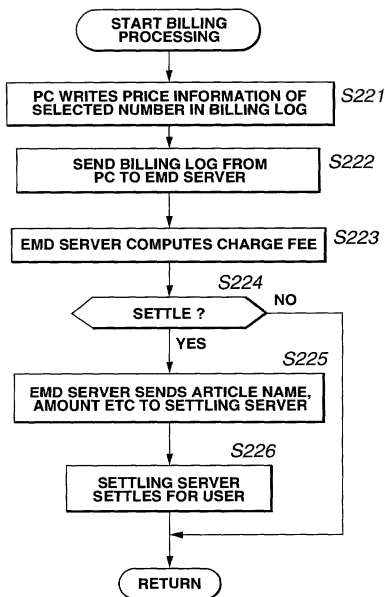 START BILLING
PROCESSING
PC WRITES PRICE INFORMATION OF
SELECTED NUMBER IN BILLING LOG
S221
SEND BILLING LOG FROM
PC TO EMD SERVER
S222
EMD SERVER COMPUTES CHARGE FEE
S223
S224
SETTLE ?
NO
YES
S225
EMD SERVER SENDS ARTICLE NAME,
AMOUNT ETC TO SETTLING SERVER
S226
SETTLING SERVER
SETTLES FOR USER
RETURN